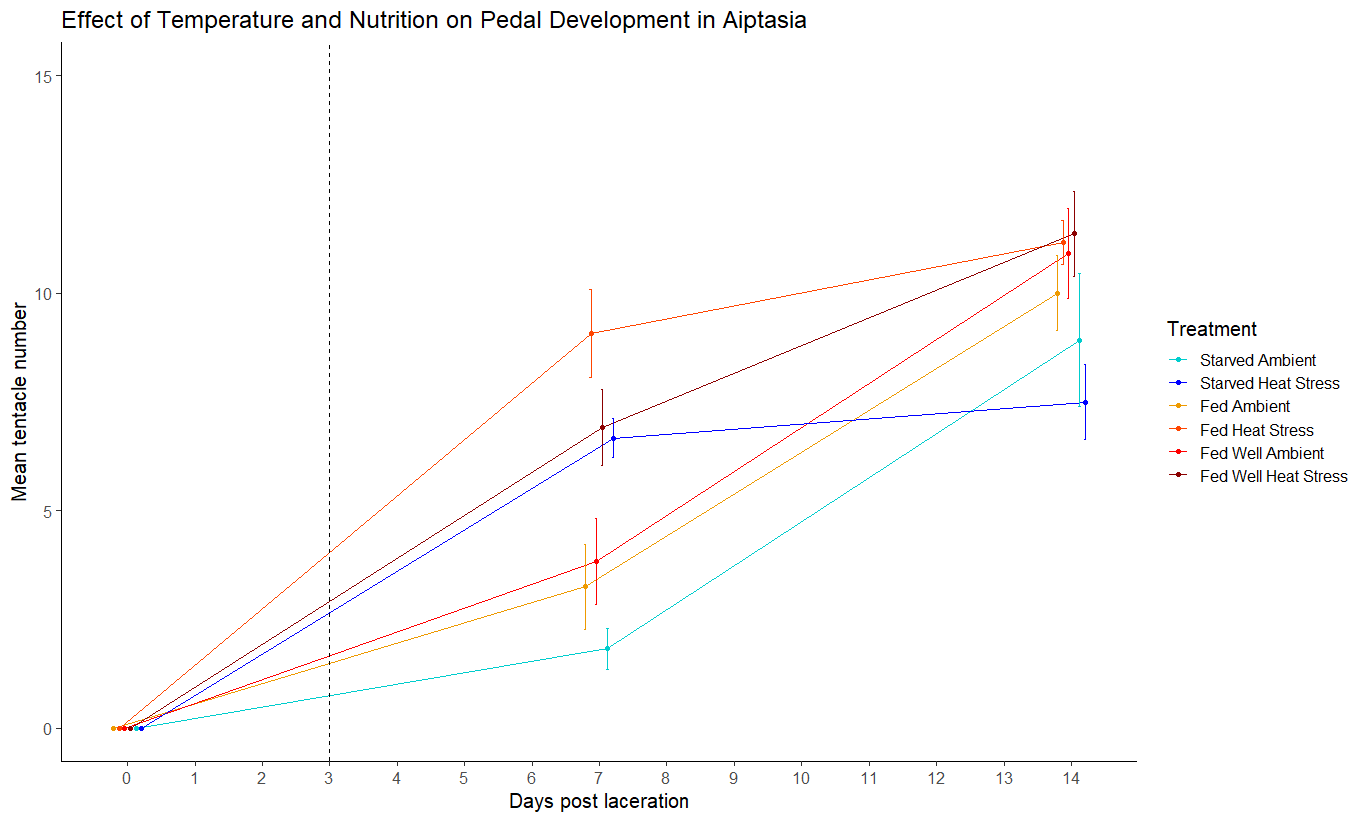 Effect of Temperature and Nutrition on Pedal Development in Aiptasia
Mean tentacle number
15
10
5
0
0 1 2 3 4 5 6 7 8 9 10 11 12 13 14
Days post laceration
Treatment
Starved Ambient
Starved Heat Stress
Fed Ambient
Fed Heat Stress
Fed Well Ambient
Fed Well Heat Stress